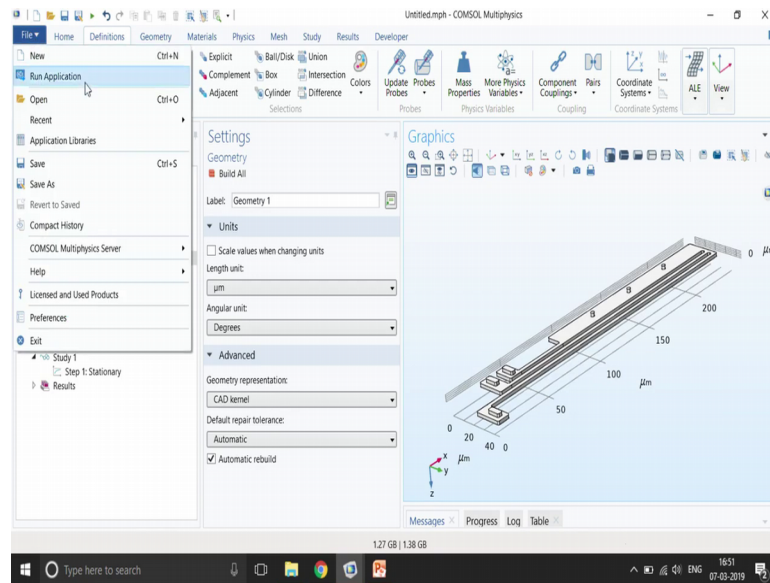 Untitled.mph - COMSOL Multiphysics
File Home Definitions Geometry Materials Physics Mesh Study Results Developer
New Ctrl+N
Run Application
Open Ctrl+O
Recent
Application Libraries
Save Ctrl+S
Save As
Revert to Saved
Compact History
COMSOL Multiphysics Server
Help
Licensed and Used Products
Preferences
Exit
Explicit Ball/Disk Union
Complement Box Intersection
Adjacent Cylinder Difference
Colors
Selections
Update Probes
Probes
Probes
Mass Properties
More Physics Variables
Physics Variables
Component Couplings
Pairs
Coupling
Coordinate Systems
Coordinate Systems
ALE
View
Study 1
Step 1: Stationary
Results
Settings
Geometry
Build All
Label: Geometry 1
Units
Scale values when changing units
Length unit:
µm
Angular unit:
Degrees
Advanced
Geometry representation:
CAD kernel
Default repair tolerance:
Automatic
Automatic rebuild
Graphics
0 µm
200
150
100 µm
50
0
20
40 0
µm
x
y
z
Messages Progress Log Table
1.27 GB | 1.38 GB
Type here to search
ENG
16:51
07-03-2019